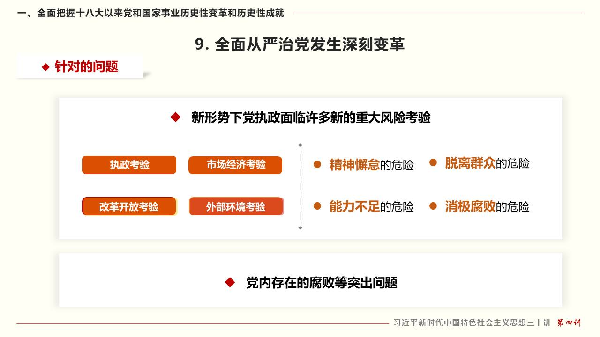 一、全面把握十八大以来党和国家事业历史性变革和历史性成就
9. 全面从严治党发生深刻变革
针对的问题
新形势下党执政面临许多新的重大风险考验
执政考验 市场经济考验
精神懈怠的危险 脱离群众的危险
改革开放考验 外部环境考验
能力不足的危险 消极腐败的危险
党内存在的腐败等突出问题
习近平新时代中国特色社会主义思想三十讲 第四讲